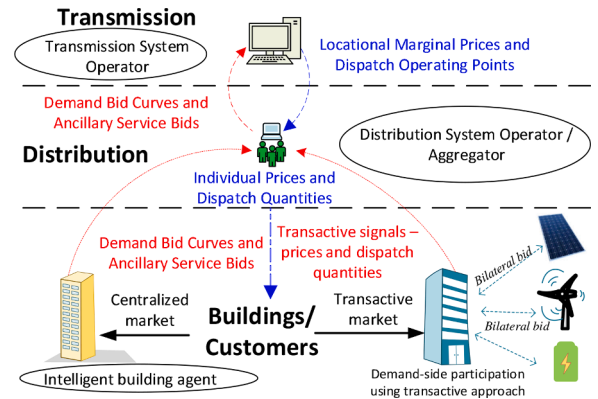 Transmission
Transmission System
Operator
Locational Marginal Prices and
Dispatch Operating Points
Demand Bid Curves and
Ancillary Service Bids
Distribution
Distribution System Operator /
Aggregator
Individual Prices and
Dispatch Quantities
Demand Bid Curves and
Ancillary Service Bids
Transactive signals –
prices and dispatch
quantities
Centralized
market
Buildings/
Customers
Transactive
market
Bilateral bid
Bilateral bid
Intelligent building agent
Demand-side participation
using transactive approach